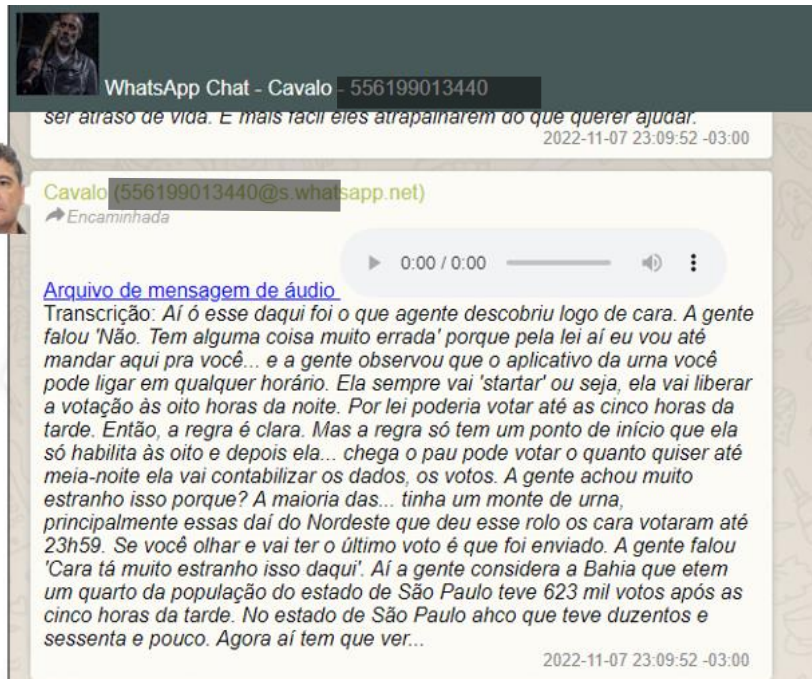 WhatsApp Chat - Cavalo - 556199013440
ser atraso de vida. E mais fácil eles atrapalharem do que querer ajudar.
2022-11-07 23:09:52 -03:00
Cavalo (556199013440@s.whatsapp.net)
Encaminhada
0:00 / 0:00
Arquivo de mensagem de áudio
Transcrição: Aí ó esse daqui foi o que agente descobriu logo de cara. A gente
falou 'Não. Tem alguma coisa muito errada' porque pela lei aí eu vou até
mandar aqui pra você... e a gente observou que o aplicativo da urna você
pode ligar em qualquer horário. Ela sempre vai 'startar' ou seja, ela vai liberar
a votação às oito horas da noite. Por lei poderia votar até as cinco horas da
tarde. Então, a regra é clara. Mas a regra só tem um ponto de início que ela
só habilita às oito e depois ela... chega o pau pode votar o quanto quiser até
meia-noite ela vai contabilizar os dados, os votos. A gente achou muito
estranho isso porque? A maioria das... tinha um monte de urna,
principalmente essas daí do Nordeste que deu esse rolo os cara votaram até
23h59. Se você olhar e vai ter o último voto é que foi enviado. A gente falou
'Cara tá muito estranho isso daqui'. Aí a gente considera a Bahia que etem
um quarto da população do estado de São Paulo teve 623 mil votos após as
cinco horas da tarde. No estado de São Paulo ahco que teve duzentos e
sessenta e pouco. Agora aí tem que ver...
2022-11-07 23:09:52 -03:00